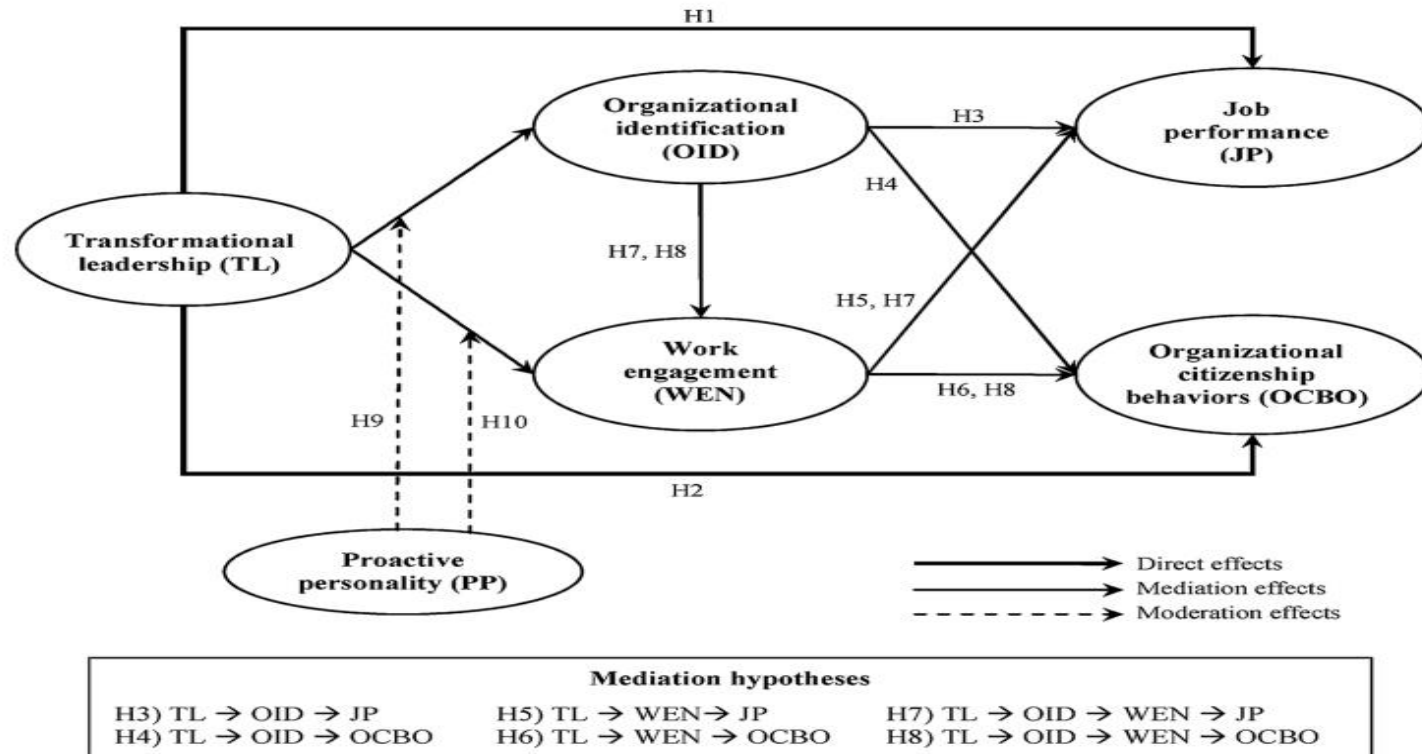 H1
Organizational
identification
(OID)
H3
Job
performance
(JP)
H4
Transformational
leadership (TL)
H7, H8
H5, H7
Work
engagement
(WEN)
H6, H8
Organizational
citizenship
behaviors (OCBO)
H9
H10
H2
Proactive
personality (PP)
Direct effects
Mediation effects
Moderation effects
Mediation hypotheses
H3) TL → OID → JP H5) TL → WEN → JP H7) TL → OID → WEN → JP
H4) TL → OID → OCBO H6) TL → WEN → OCBO H8) TL → OID → WEN → OCBO